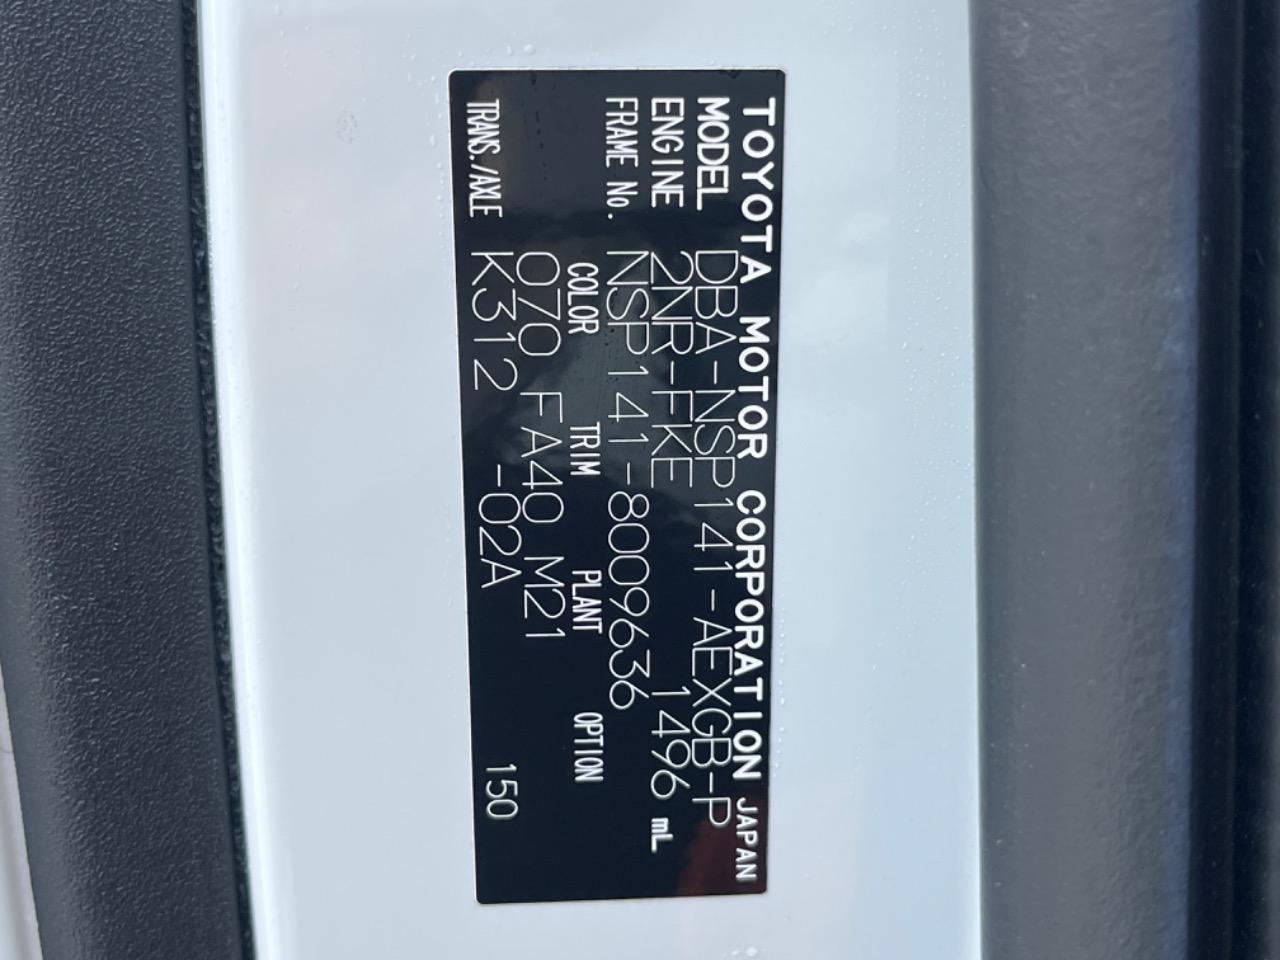 TOYOTA MOTOR CORPORATION JAPAN
MODEL DBA-NSP141-AEXGB-P
ENGINE 2NR-FKE 1496 mL
FRAME No. NSP141-8009636
COLOR TRIM PLANT OPTION
070 FA40 M21
TRANS./AXLE K312 -02A 150